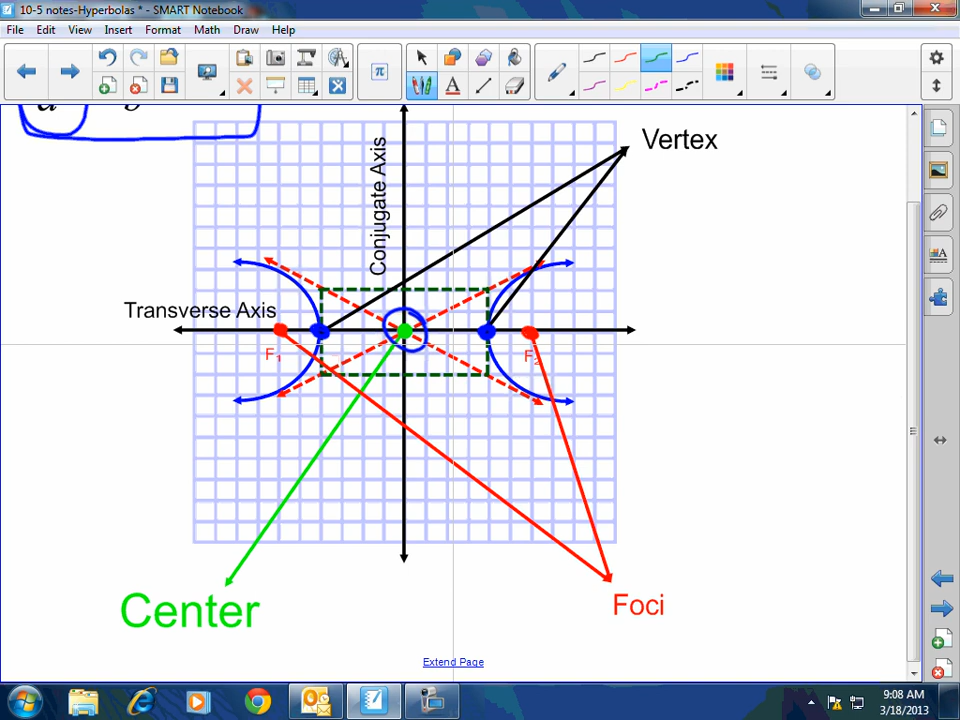 10-5 notes-Hyperbolas * - SMART Notebook
File Edit View Insert Format Math Draw Help
Conjugate Axis
Vertex
Transverse Axis
F₁
F₂
Center
Foci
Extend Page
9:08 AM
3/18/2013